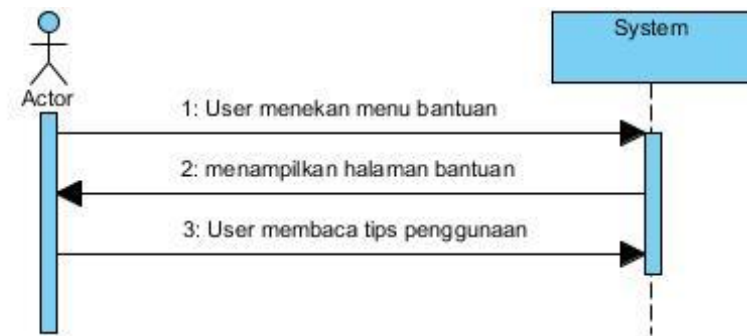 System
Actor
1: User menekan menu bantuan
2: menampilkan halaman bantuan
3: User membaca tips penggunaan